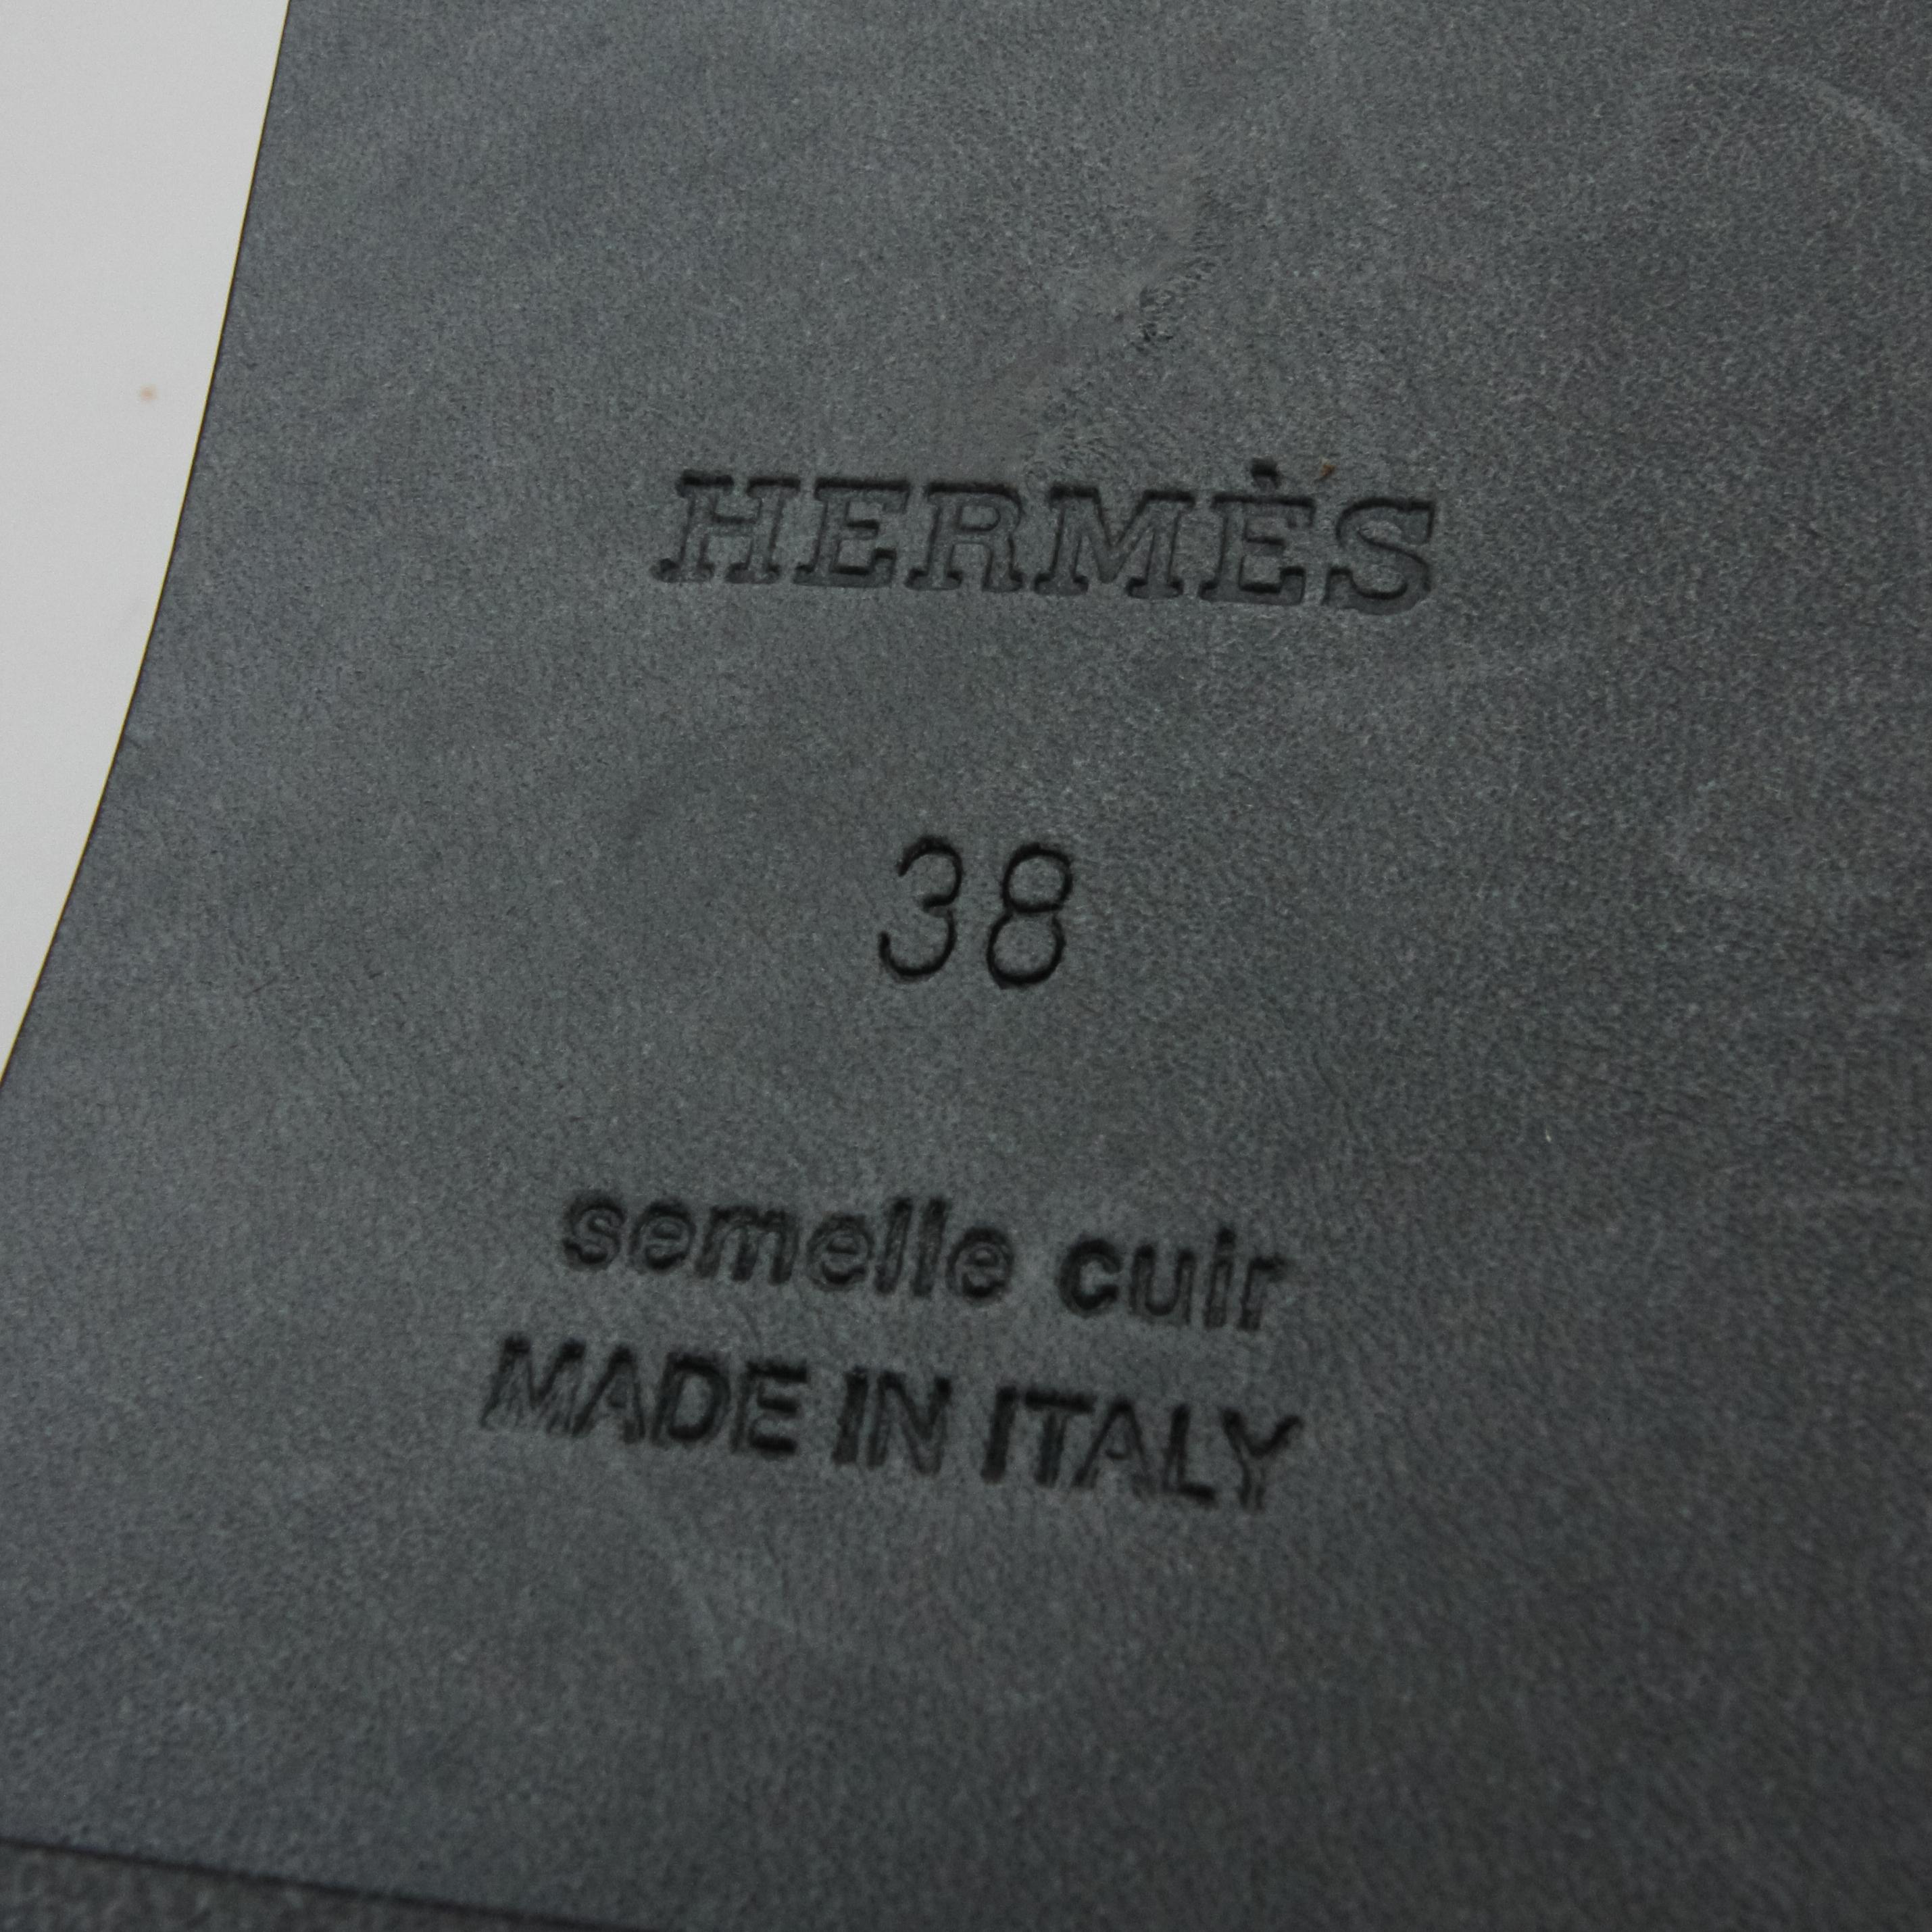 HERMÈS
38
semelle cuir
MADE IN ITALY